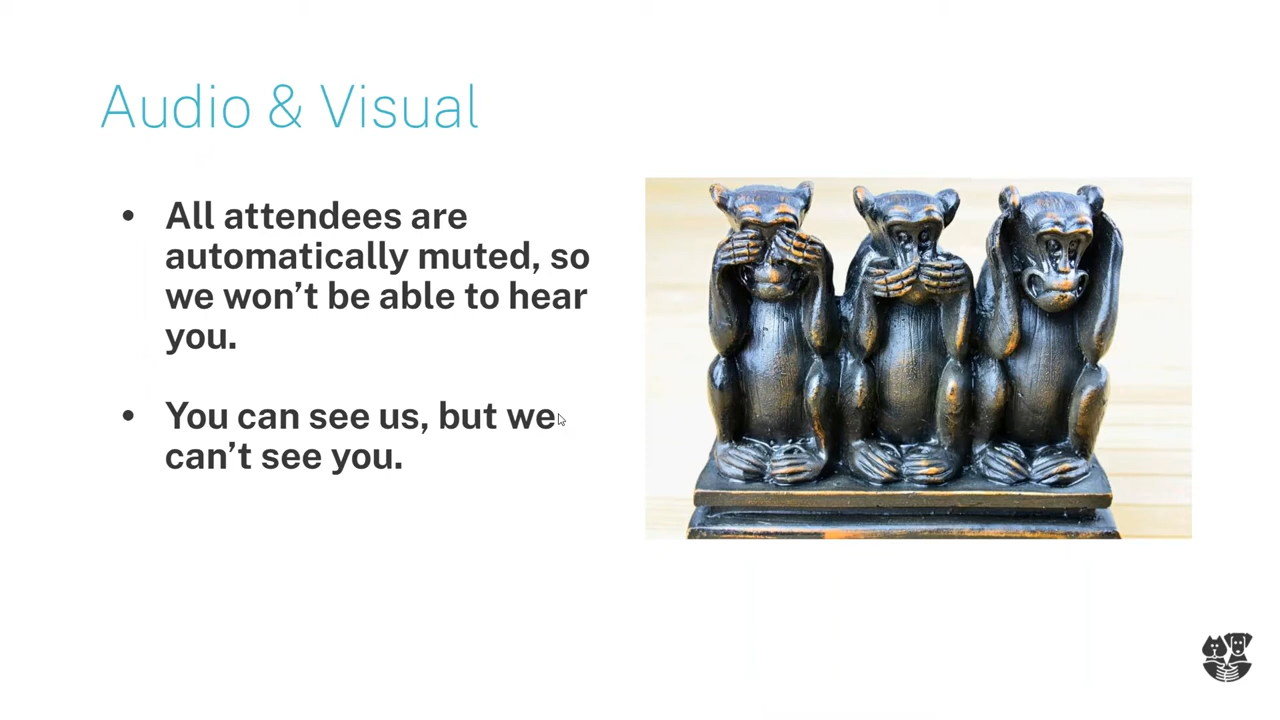 Audio & Visual
• All attendees are
automatically muted, so
we won’t be able to hear
you.
• You can see us, but we
can’t see you.